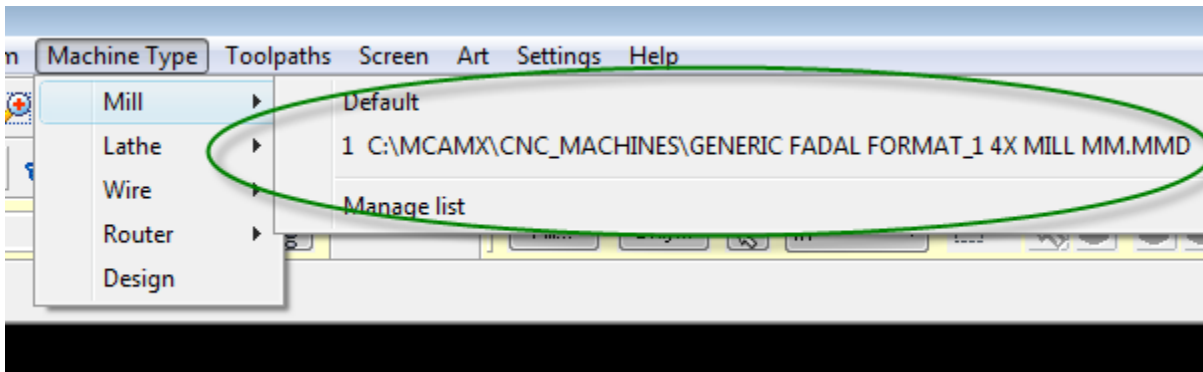 Machine Type Toolpaths Screen Art Settings Help
Mill
Default
Lathe
1 C:\MCAMX\CNC_MACHINES\GENERIC FADAL FORMAT_1 4X MILL MM.MMD
Wire
Manage list
Router
Design